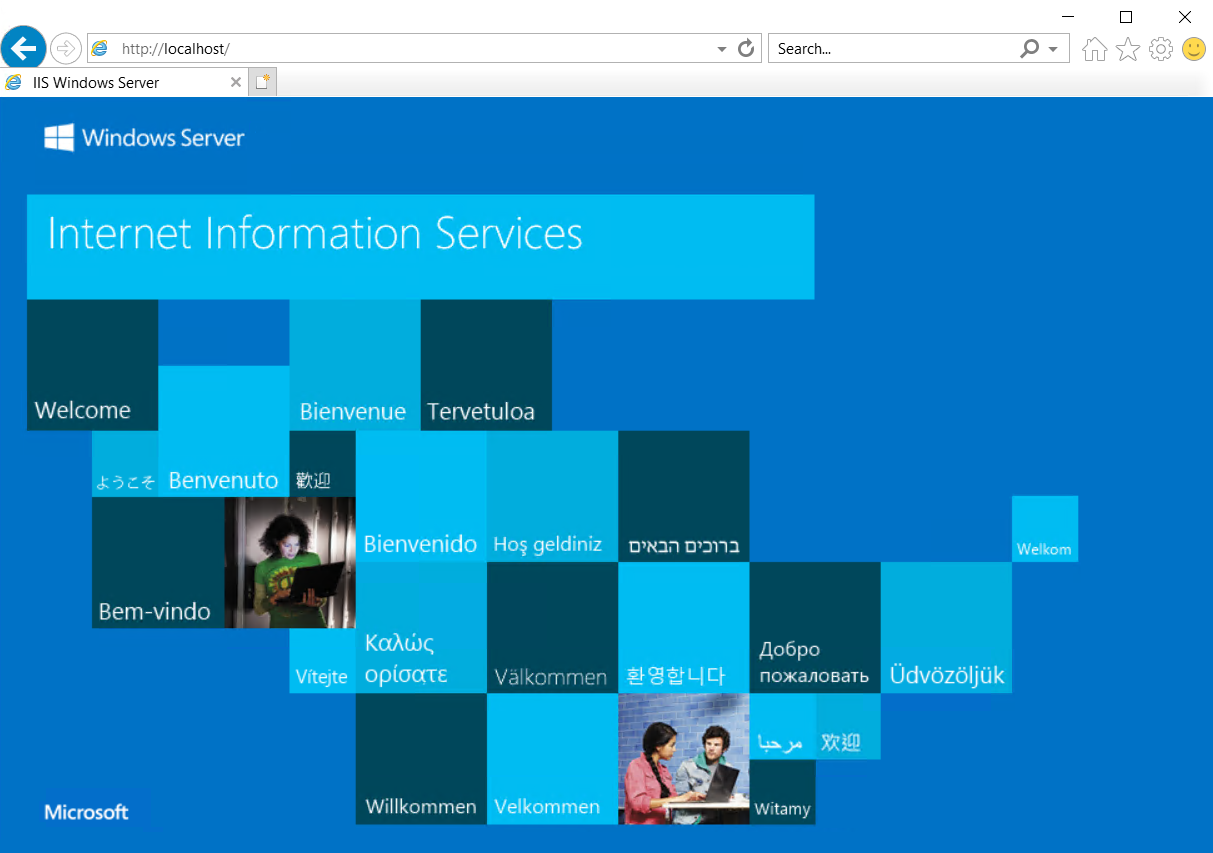 http://localhost/
Search...
IIS Windows Server
Windows Server
Internet Information Services
Welcome
Bienvenue
Tervetuloa
ようこそ
Benvenuto
歡迎
Bienvenido
Hoş geldiniz
ברוכים הבאים
Welkom
Bem-vindo
Vítejte
Καλώς
ορίσατε
Välkommen
환영합니다
Добро
пожаловать
Üdvözöljük
مرحبا
欢迎
Willkommen
Velkommen
Witamy
Microsoft